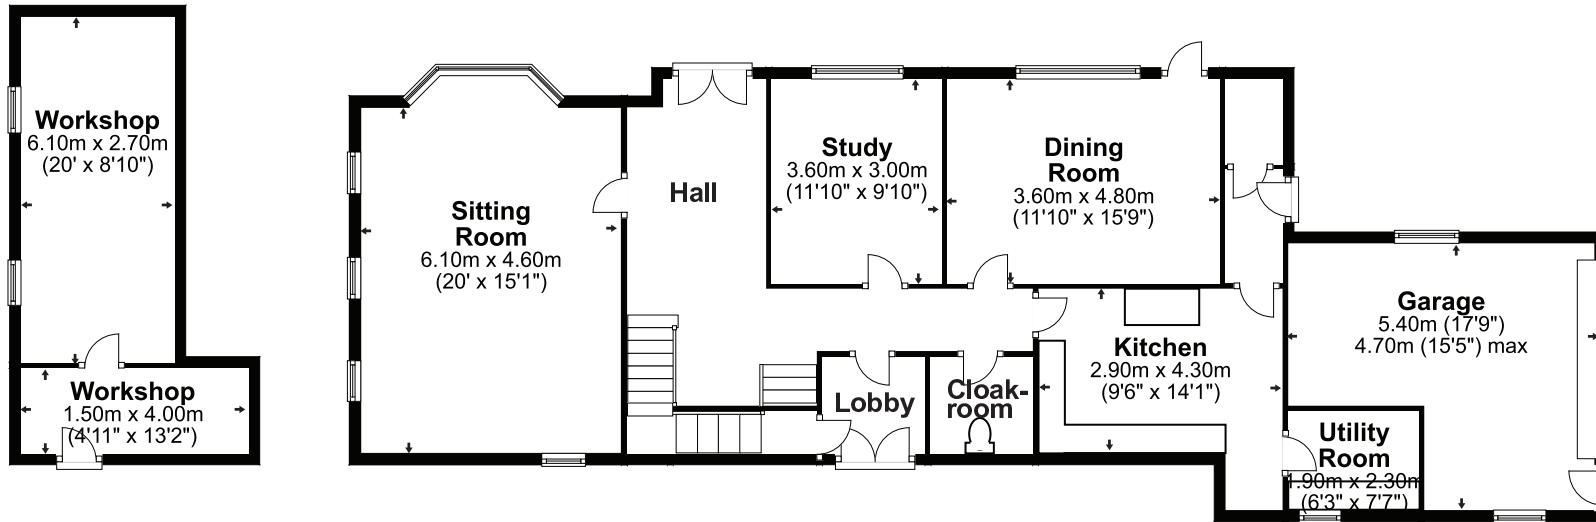 Workshop
6.10m x 2.70m
(20' x 8'10")
Workshop
1.50m x 4.00m
(4'11" x 13'2")
Sitting
Room
6.10m x 4.60m
(20' x 15'1")
Hall
Study
3.60m x 3.00m
(11'10" x 9'10")
Dining
Room
3.60m x 4.80m
(11'10" x 15'9")
Lobby
Cloak-
room
Kitchen
2.90m x 4.30m
(9'6" x 14'1")
Garage
5.40m (17'9")
4.70m (15'5") max
Utility
Room
1.90m x 2.30m
(6'3" x 7'7")